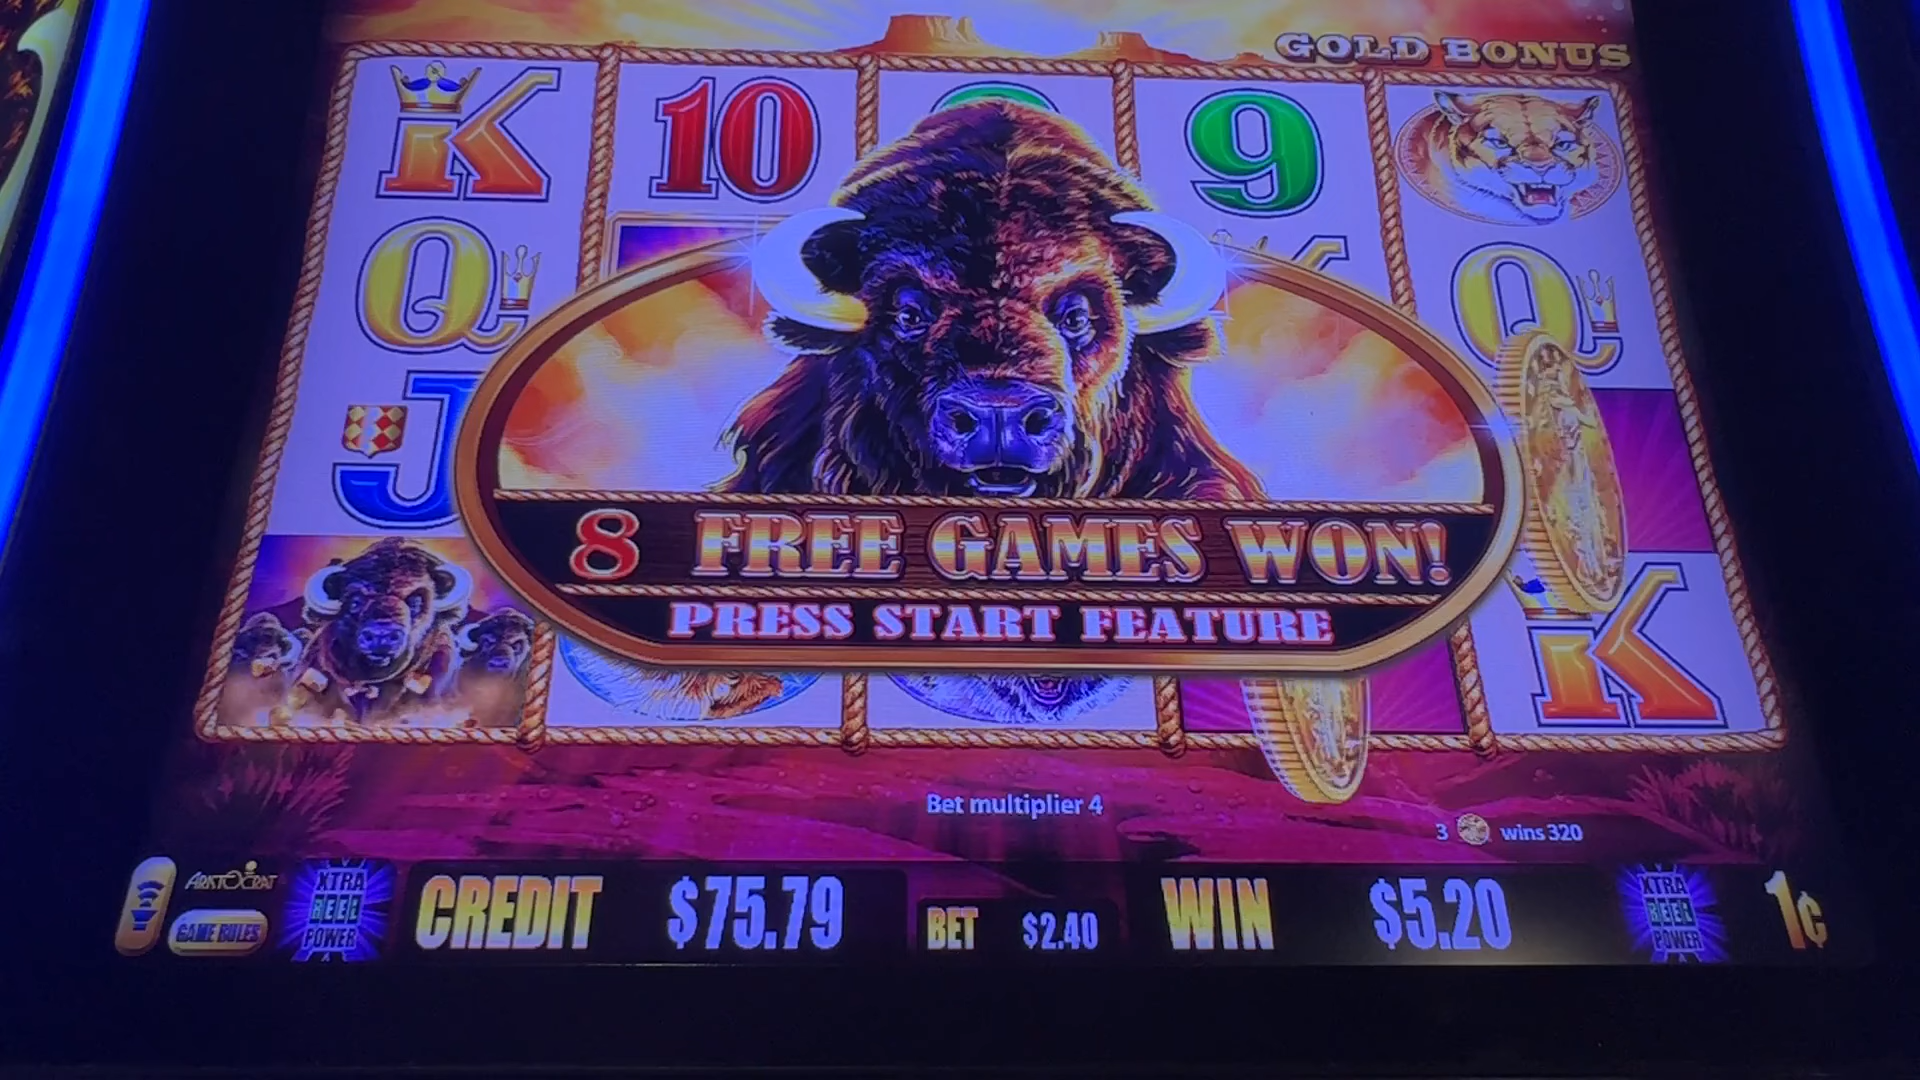 GOLD BONUS
K
10
9
Q
Q
J
8 FREE GAMES WON!
PRESS START FEATURE
K
Bet multiplier 4
3 wins 320
ARISTOCRAT
GAME RULES
XTRA
REEL
POWER
CREDIT $75.79
BET $2.40
WIN $5.20
XTRA
REEL
POWER
1¢